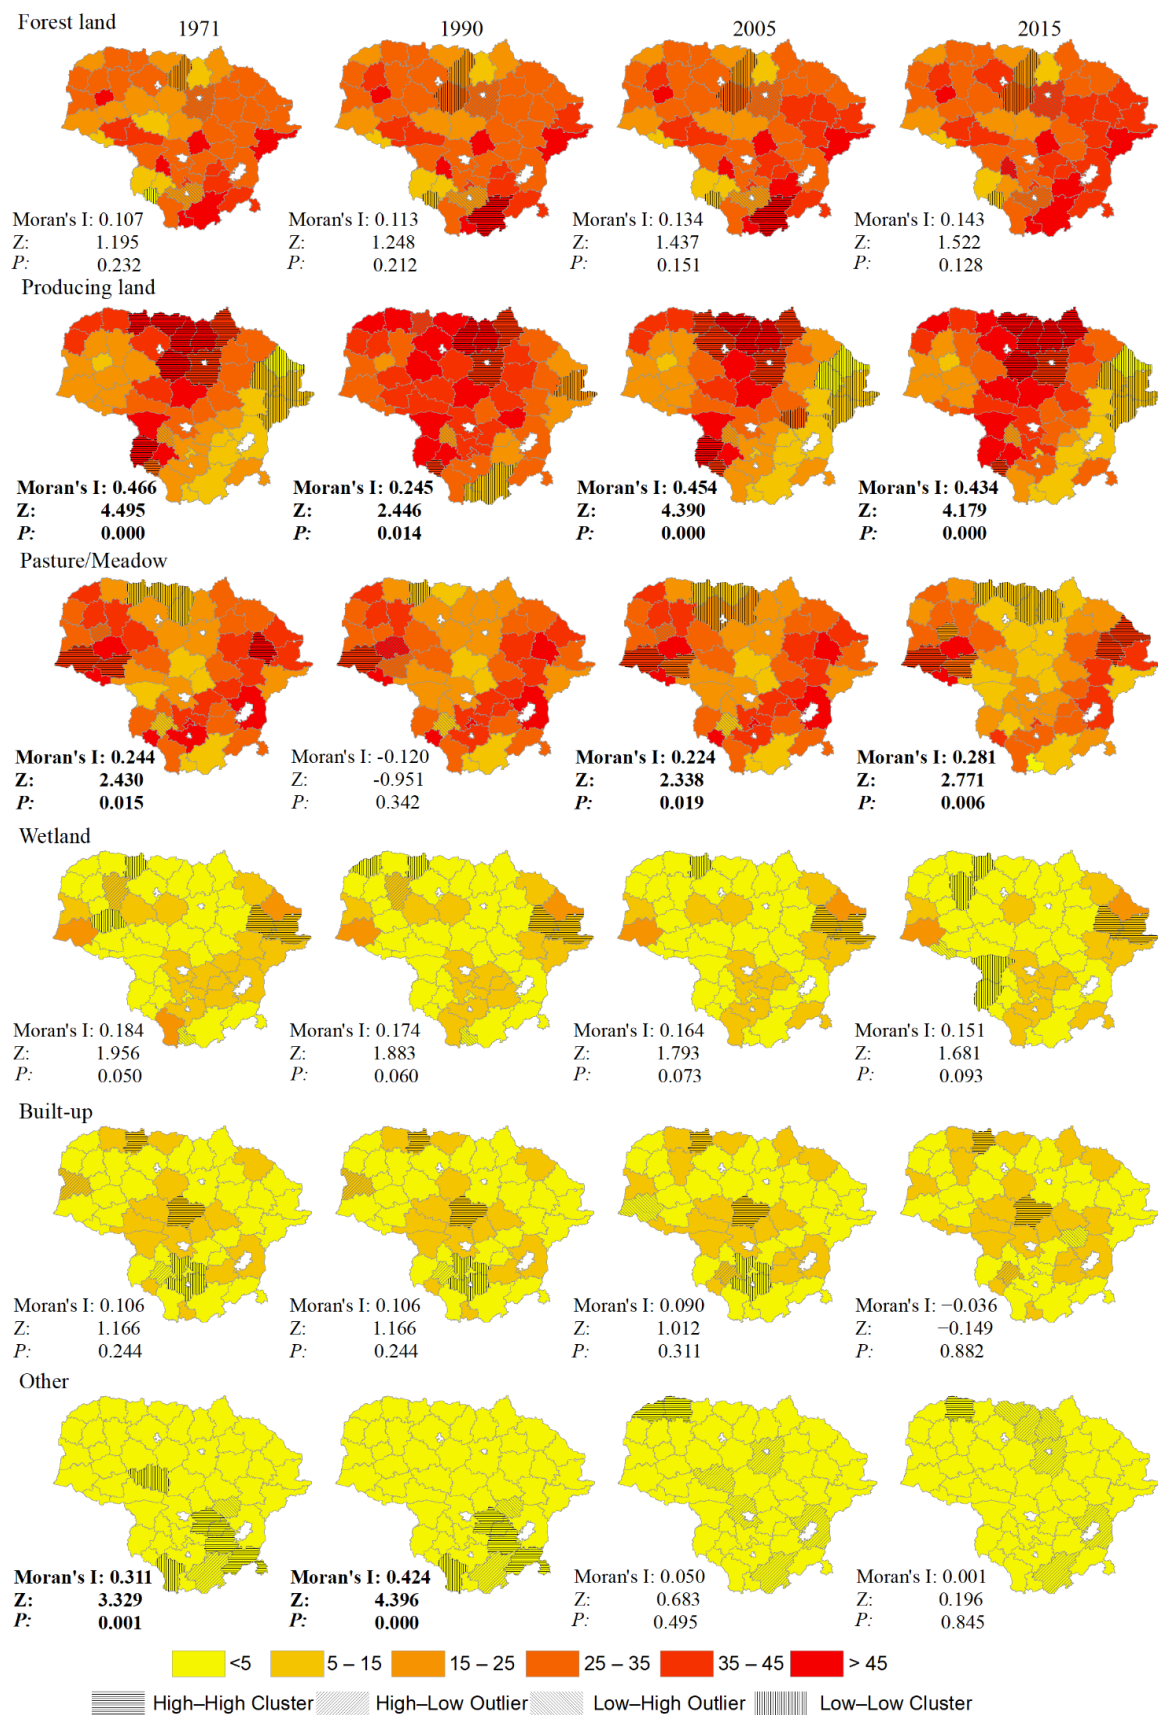 Forest land
1971 1990 2005 2015
Moran's I: 0.107 Moran's I: 0.113 Moran's I: 0.134 Moran's I: 0.143
Z: 1.195 Z: 1.248 Z: 1.437 Z: 1.522
P: 0.232 P: 0.212 P: 0.151 P: 0.128
Producing land
Moran's I: 0.466 Moran's I: 0.245 Moran's I: 0.454 Moran's I: 0.434
Z: 4.495 Z: 2.446 Z: 4.390 Z: 4.179
P: 0.000 P: 0.014 P: 0.000 P: 0.000
Pasture/Meadow
Moran's I: 0.244 Moran's I: -0.120 Moran's I: 0.224 Moran's I: 0.281
Z: 2.430 Z: -0.951 Z: 2.338 Z: 2.771
P: 0.015 P: 0.342 P: 0.019 P: 0.006
Wetland
Moran's I: 0.184 Moran's I: 0.174 Moran's I: 0.164 Moran's I: 0.151
Z: 1.956 Z: 1.883 Z: 1.793 Z: 1.681
P: 0.050 P: 0.060 P: 0.073 P: 0.093
Built-up
Moran's I: 0.106 Moran's I: 0.106 Moran's I: 0.090 Moran's I: −0.036
Z: 1.166 Z: 1.166 Z: 1.012 Z: −0.149
P: 0.244 P: 0.244 P: 0.311 P: 0.882
Other
Moran's I: 0.311 Moran's I: 0.424 Moran's I: 0.050 Moran's I: 0.001
Z: 3.329 Z: 4.396 Z: 0.683 Z: 0.196
P: 0.001 P: 0.000 P: 0.495 P: 0.845
<5 5 – 15 15 – 25 25 – 35 35 – 45 > 45
High–High Cluster High–Low Outlier Low–High Outlier Low–Low Cluster